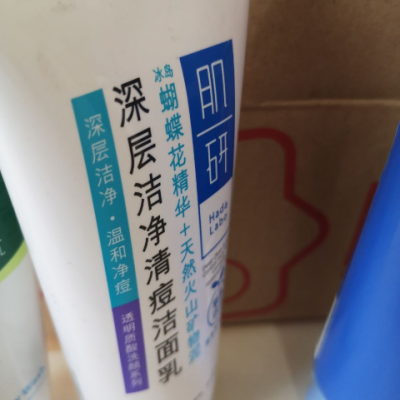 肌
研
Hada
Labo
冰岛
蝴蝶花精华+天然火山矿物泥
深层洁净清痘洁面乳
深层洁净·温和净痘
透明质酸洗颜系列